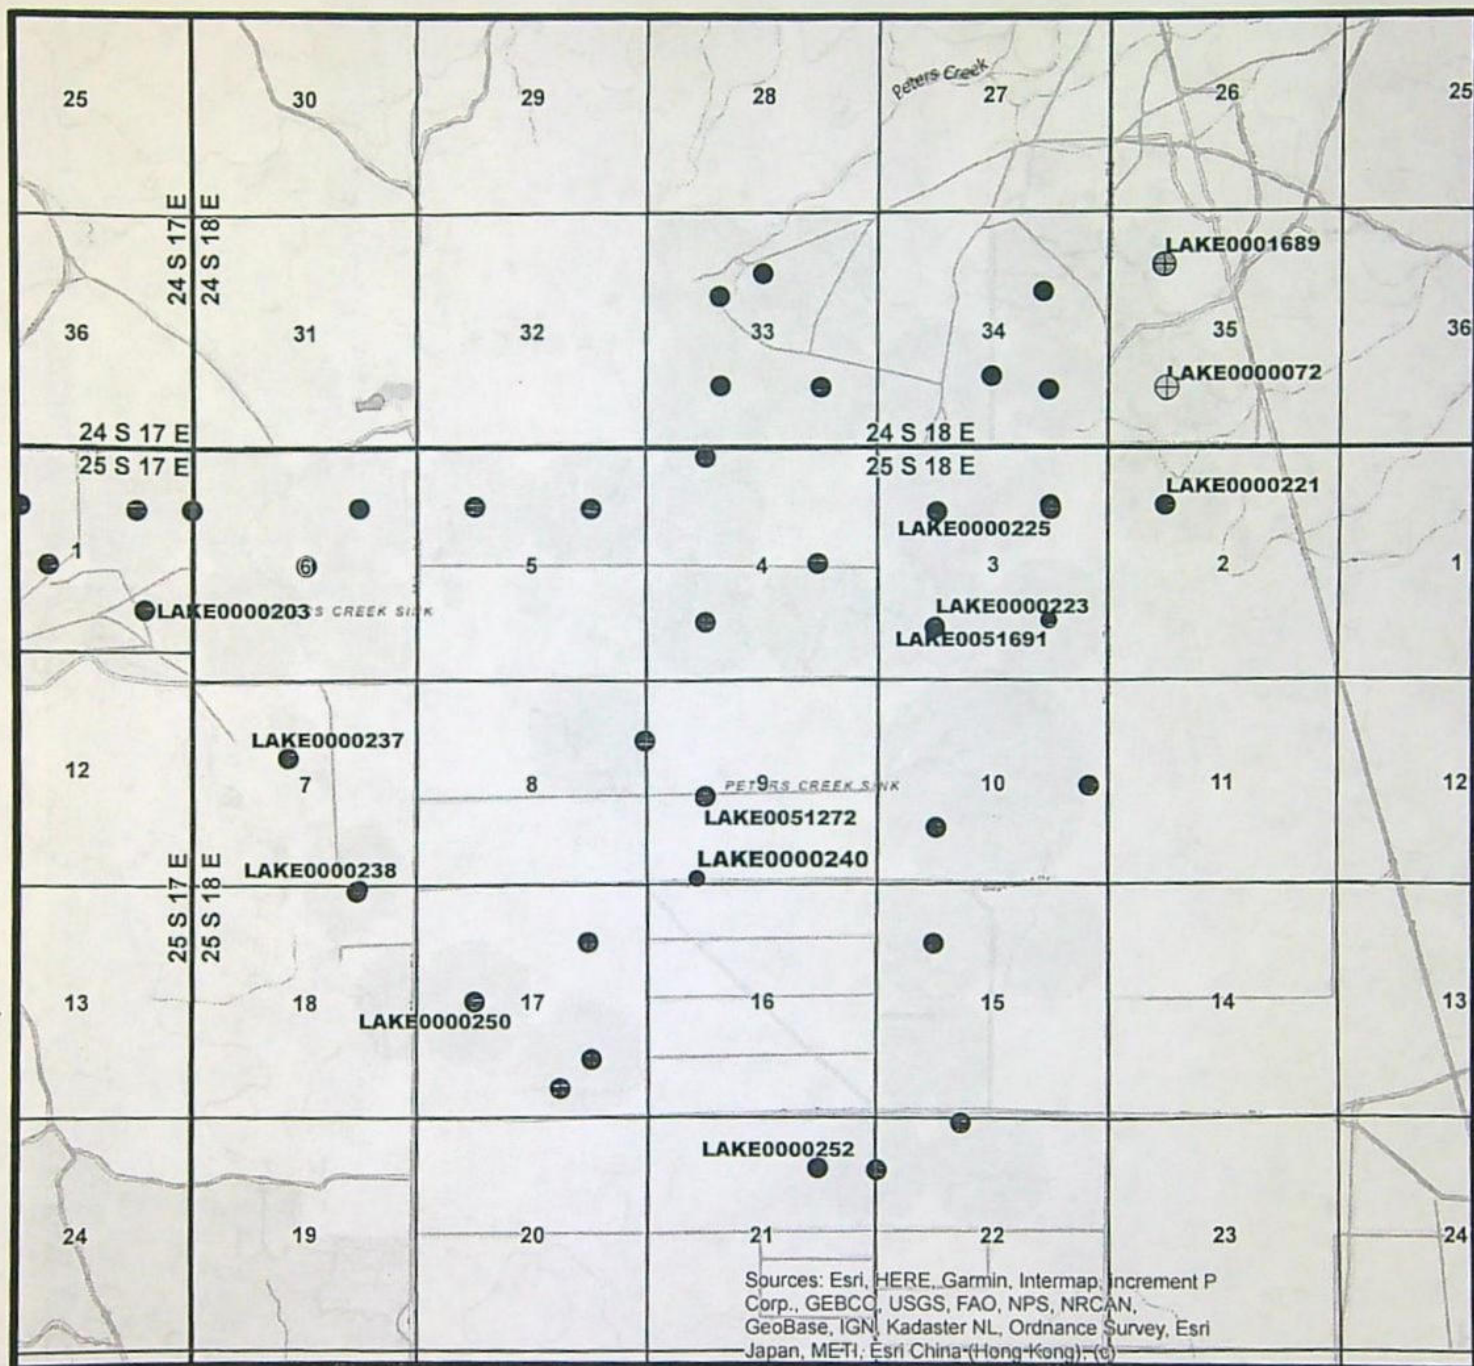 25 30 29 28 Peters Creek 27 26 25
24 S 17 E
24 S 18 E
LAKE0001689
36 31 32 33 34 35 36
LAKE0000072
24 S 17 E 24 S 18 E
25 S 17 E 25 S 18 E
LAKE0000221
LAKE0000225
1 6 5 4 3 2 1
LAKE0000203 CREEK SINK LAKE0000223
LAKE0051691
LAKE0000237
12 7 8 9 PETERS CREEK SINK 10 11 12
LAKE0051272
25 S 17 E
25 S 18 E
LAKE0000238 LAKE0000240
13 18 17 16 15 14 13
LAKE0000250
LAKE0000252
24 19 20 21 22 23 24
Sources: Esri, HERE, Garmin, Intermap, increment P
Corp., GEBCO, USGS, FAO, NPS, NRCAN,
GeoBase, IGN, Kadaster NL, Ordnance Survey, Esri
Japan, METI, Esri China (Hong Kong), (c)